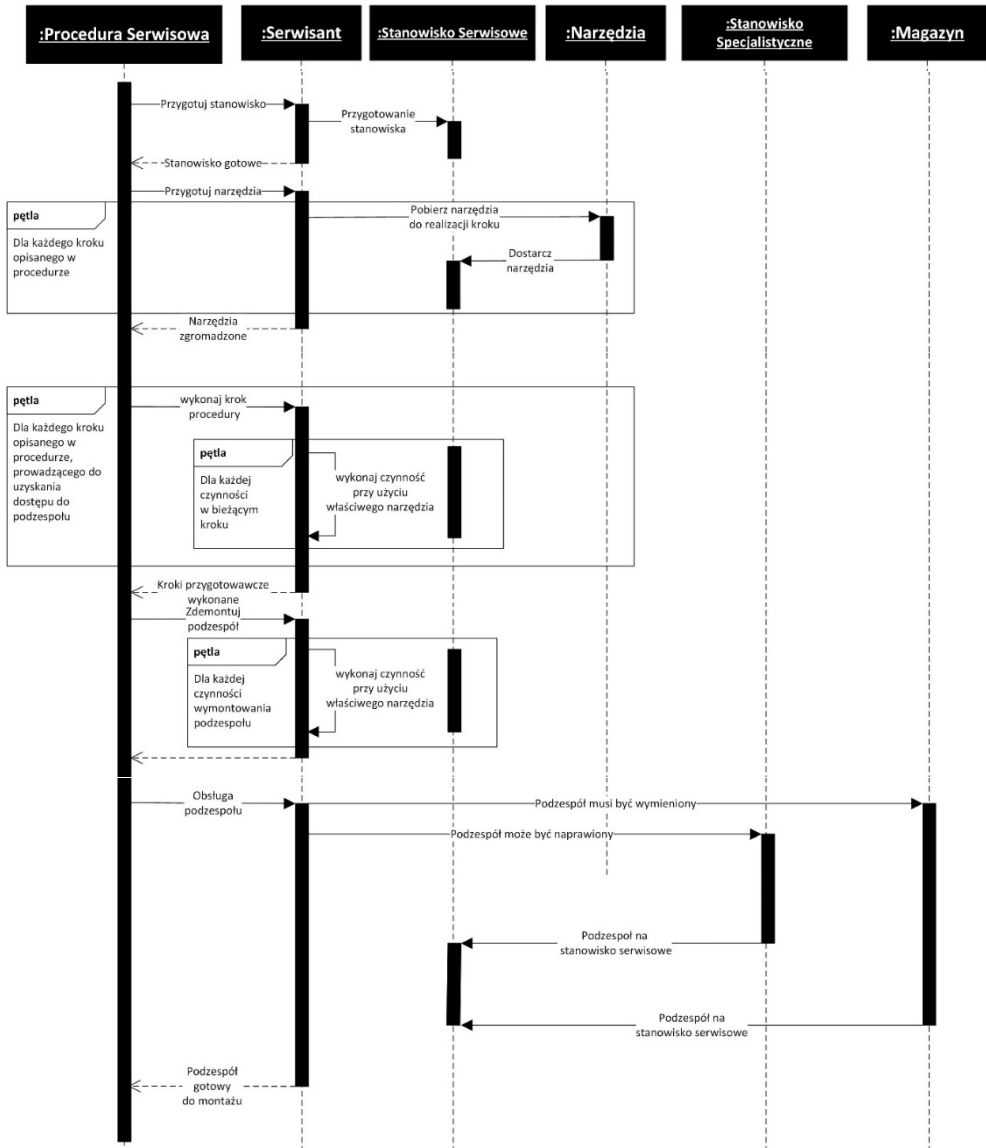 :Procedura Serwisowa
:Serwisant
:Stanowisko Serwisowe
:Narzędzia
:Stanowisko
Specjalistyczne
:Magazyn
Przygotuj stanowisko
Przygotowanie
stanowiska
Stanowisko gotowe
Przygotuj narzędzia
pętla
Dla każdego kroku
opisanego w
procedurze
Pobierz narzędzia
do realizacji kroku
Dostarcz
narzędzia
Narzędzia
zgromadzone
pętla
Dla każdego kroku
opisanego w
procedurze,
prowadzącego do
uzyskania
dostępu do
podzespołu
wykonaj krok
procedury
pętla
Dla każdej
czynności
w bieżącym
kroku
wykonaj czynność
przy użyciu
właściwego narzędzia
Kroki przygotowawcze
wykonane
Zdemontuj
podzespół
pętla
Dla każdej
czynności
wymontowania
podzespołu
wykonaj czynność
przy użyciu
właściwego narzędzia
Obsługa
podzespołu
Podzespół musi być wymieniony
Podzespół może być naprawiony
Podzespoł na
stanowisko serwisowe
Podzespół na
stanowisko serwisowe
Podzespół
gotowy
do montażu